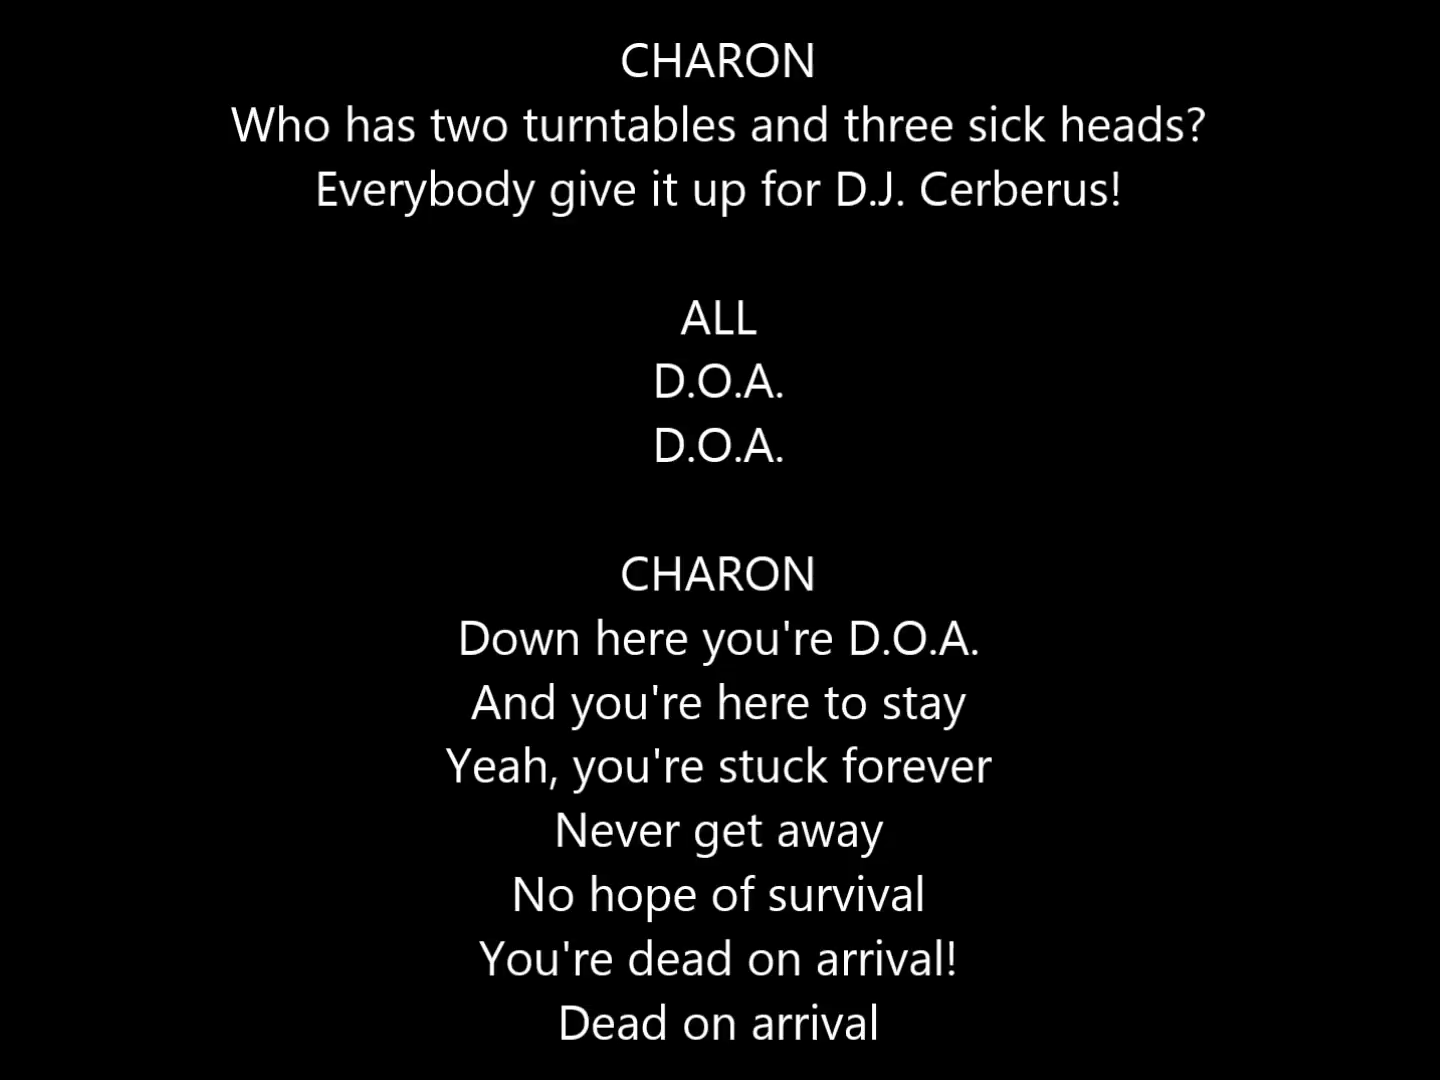 CHARON
Who has two turntables and three sick heads?
Everybody give it up for D.J. Cerberus!
ALL
D.O.A.
D.O.A.
CHARON
Down here you're D.O.A.
And you're here to stay
Yeah, you're stuck forever
Never get away
No hope of survival
You're dead on arrival!
Dead on arrival